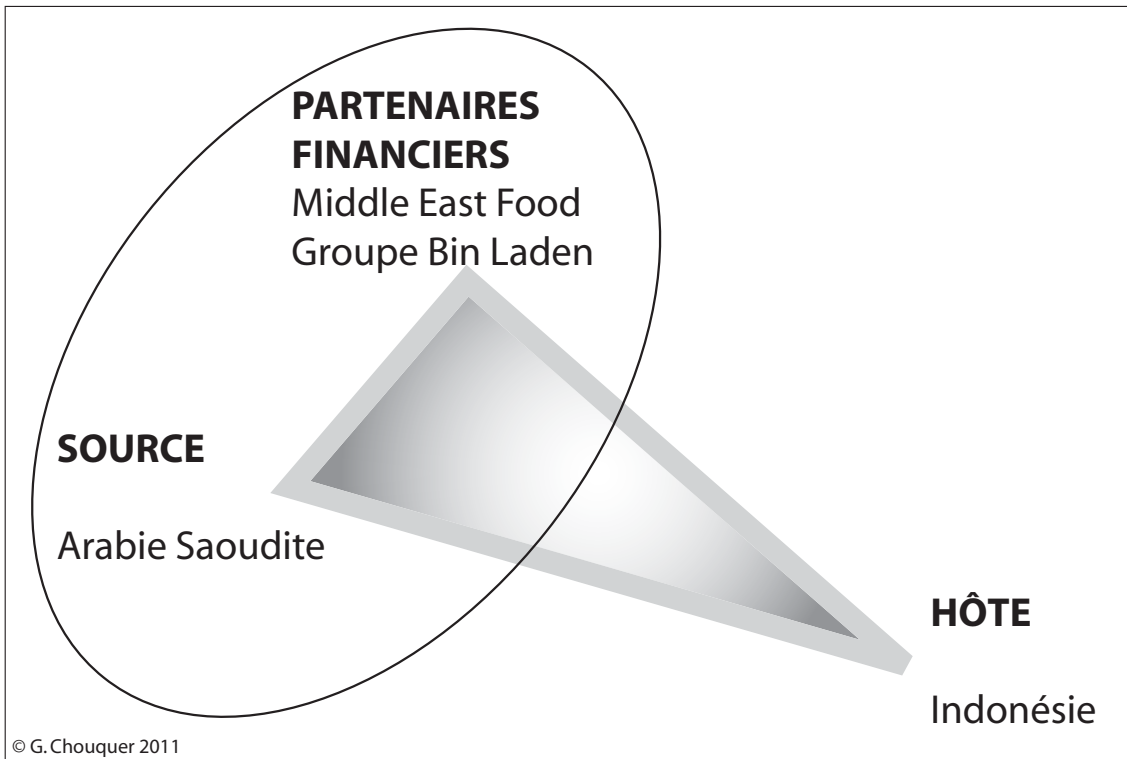 PARTENAIRES
FINANCIERS
Middle East Food
Groupe Bin Laden
SOURCE
Arabie Saoudite
HÔTE
Indonésie
© G. Chouquer 2011